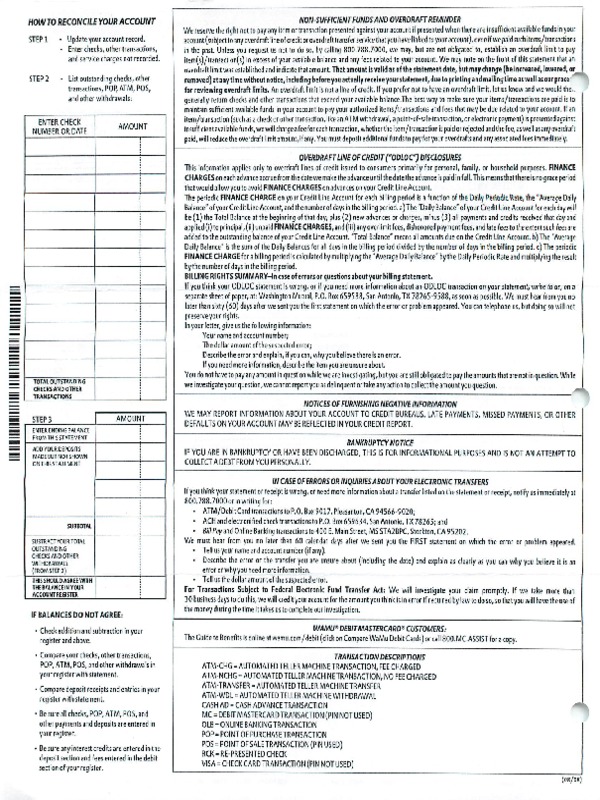 HOW TO RECONCILE YOUR ACCOUNT
STEP 1 - Update your account record.
- Enter checks, other transactions,
and service charges not recorded.
STEP 2 - List outstanding checks, other
transactions, POP, ATM, POS,
and other withdrawals.
ENTER CHECK
NUMBER OR DATE
AMOUNT
TOTAL OUTSTANDING
CHECKS AND OTHER
TRANSACTIONS
STEP 3
AMOUNT
ENTER ENDING BALANCE
FROM THIS STATEMENT
ADD YOUR DEPOSITS
MADE BUT NOT SHOWN
ON THIS STATEMENT
SUBTOTAL
SUBTRACT YOUR TOTAL
OUTSTANDING
CHECKS AND OTHER
WITHDRAWALS
(FROM STEP 2)
THIS SHOULD AGREE WITH
THE BALANCE IN YOUR
ACCOUNT REGISTER
IF BALANCES DO NOT AGREE:
• Check addition and subtraction in your
register and above.
• Compare your checks, other transactions,
POP, ATM, POS, and other withdrawals in
your register with statement.
• Compare deposit receipts and entries in your
register with statement.
• Be sure all checks, POP, ATM, POS, and
other payments and deposits are entered in
your register.
• Be sure any interest credits are entered in the
deposit section and fees entered in the debit
section of your register.
NON-SUFFICIENT FUNDS AND OVERDRAFT REMINDER
We reserve the right not to pay any item or transaction presented against your account if presented when there are insufficient available funds in your
account (subject to any overdraft line of credit or overdraft transfer service that you have linked to your account), even if we paid such items/transactions
in the past. Unless you request us not to do so, by calling 800.788.7000, we may, but are not obligated to, establish an overdraft limit to pay
item(s)/transaction(s) in excess of your available balance and any fees related to your account. We may note on the front of this statement that an
overdraft limit was established and indicate that amount. That amount is valid as of the statement date, but may change (be increased, lowered, or
removed) at any time without notice, including before you actually receive your statement, due to printing and mailing time as well as our process
for reviewing overdraft limits. An overdraft limit is not a line of credit. If you prefer not to have an overdraft limit, let us know and we would then
generally return checks and other transactions that exceed your available balance. The best way to make sure your items/transactions are paid is to
maintain sufficient available funds in your account to pay your authorized items/transactions and fees that may be due related to your account. If an
item/transaction (such as a check or other transaction, for an ATM withdrawal, a point-of-sale transaction, or electronic payment) is presented against
insufficient available funds, we will charge a fee for each transaction, whether the item/transaction is paid or rejected and the fee, as well as any overdraft
paid, will reduce the overdraft limit amount, if any. You must deposit additional funds to pay for your overdrafts and any associated fees immediately.
OVERDRAFT LINE OF CREDIT ("ODLOC") DISCLOSURES
This information applies only to overdraft lines of credit issued to consumers primarily for personal, family, or household purposes. FINANCE
CHARGES on each advance accrue from the date we make the advance until the date the advance is paid in full. This means that there is no grace period
that would allow you to avoid FINANCE CHARGES on advances on your Credit Line Account.
The periodic FINANCE CHARGE on your Credit Line Account for each billing period is a function of the Daily Periodic Rate, the "Average Daily
Balance" of your Credit Line Account, and the number of days in the billing period. a) The "Daily Balance" of your Credit Line Account for each day will
be (1) the Total Balance at the beginning of that day, plus (2) new advances or charges, minus (3) all payments and credits received that day and
applied (i) to principal, (ii) unpaid FINANCE CHARGES, and (iii) any overlimit fees, dishonored payment fees, and late fees to the extent such fees are
added to the outstanding balance of your Credit Line Account. "Total Balance" means all amounts due on the Credit Line Account. b) The "Average
Daily Balance" is the sum of the Daily Balances for all days in the billing period divided by the number of days in the billing period. c) The periodic
FINANCE CHARGE for a billing period is calculated by multiplying the "Average Daily Balance" by the Daily Periodic Rate and multiplying the result
by the number of days in the billing period.
BILLING RIGHTS SUMMARY-In case of errors or questions about your billing statement.
If you think your ODLOC statement is wrong, or if you need more information about an ODLOC transaction on your statement, write to us, on a
separate sheet of paper, at: Washington Mutual, P.O. Box 659538, San Antonio, TX 78265-9588, as soon as possible. We must hear from you no
later than sixty (60) days after we sent you the first statement on which the error or problem appeared. You can telephone us, but doing so will not
preserve your rights.
In your letter, give us the following information:
Your name and account number;
The dollar amount of the suspected error;
Describe the error and explain, if you can, why you believe there is an error.
If you need more information, describe the item you are unsure about.
You do not have to pay any amount in question while we are investigating, but you are still obligated to pay the amounts that are not in question. While
we investigate your question, we cannot report you as delinquent or take any action to collect the amount you question.
NOTICES OF FURNISHING NEGATIVE INFORMATION
WE MAY REPORT INFORMATION ABOUT YOUR ACCOUNT TO CREDIT BUREAUS. LATE PAYMENTS, MISSED PAYMENTS, OR OTHER
DEFAULTS ON YOUR ACCOUNT MAY BE REFLECTED IN YOUR CREDIT REPORT.
BANKRUPTCY NOTICE
IF YOU ARE IN BANKRUPTCY OR HAVE BEEN DISCHARGED, THIS IS FOR INFORMATIONAL PURPOSES AND IS NOT AN ATTEMPT TO
COLLECT A DEBT FROM YOU PERSONALLY.
IN CASE OF ERRORS OR INQUIRIES ABOUT YOUR ELECTRONIC TRANSFERS
If you think your statement or receipt is wrong, or need more information about a transfer listed on the statement or receipt, notify us immediately at
800.788.7000 or in writing for:
• ATM/Debit Card transactions to P.O. Box 9017, Pleasanton, CA 94566-9028;
• ACH and electronified check transactions to P.O. Box 659634, San Antonio, TX 78265; and
• Bill Pay and Online Banking transactions to 400 E. Main Street, MS STA2BPC, Stockton, CA 95202.
We must hear from you no later than 60 calendar days after we sent you the FIRST statement on which the error or problem appeared.
• Tell us your name and account number (if any).
• Describe the error or the transfer you are unsure about (including the date) and explain as clearly as you can why you believe it is an
error or why you need more information.
• Tell us the dollar amount of the suspected error.
For Transactions Subject to Federal Electronic Fund Transfer Act: We will investigate your claim promptly. If we take more than
10 business days to do this, we will credit your account for the amount you think is an error if required by law to do so, so that you will have the use of
the money during the time it takes us to complete our investigation.
WAMU® DEBIT MASTERCARD® CUSTOMERS:
The Guide to Benefits is online at wamu.com/debit (click on Compare WaMu Debit Cards) or call 800.MC.ASSIST for a copy.
TRANSACTION DESCRIPTIONS
ATM-CHG = AUTOMATED TELLER MACHINE TRANSACTION, FEE CHARGED
ATM-NCHG = AUTOMATED TELLER MACHINE TRANSACTION, NO FEE CHARGED
ATM-TRANSFER = AUTOMATED TELLER MACHINE TRANSFER
ATM-WDL = AUTOMATED TELLER MACHINE WITHDRAWAL
CASH AD = CASH ADVANCE TRANSACTION
MC = DEBIT MASTERCARD TRANSACTION (PIN NOT USED)
OLB = ONLINE BANKING TRANSACTION
POP = POINT OF PURCHASE TRANSACTION
POS = POINT OF SALE TRANSACTION (PIN USED)
RCK = RE-PRESENTED CHECK
VISA = CHECK CARD TRANSACTION (PIN NOT USED)